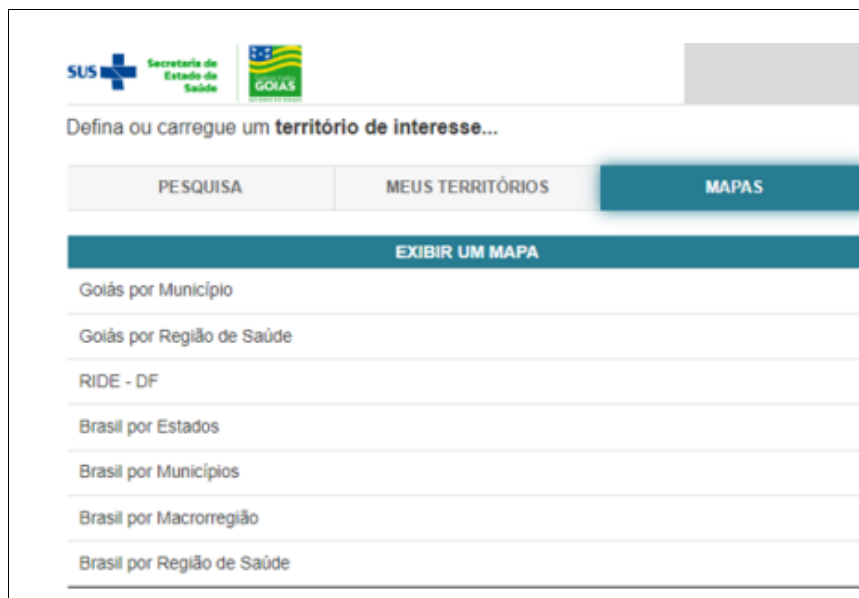 SUS
Secretaria de
Estado da
Saúde
GOIÁS
Defina ou carregue um território de interesse...
PESQUISA MEUS TERRITÓRIOS MAPAS
EXIBIR UM MAPA
Goiás por Município
Goiás por Região de Saúde
RIDE - DF
Brasil por Estados
Brasil por Municípios
Brasil por Macrorregião
Brasil por Região de Saúde